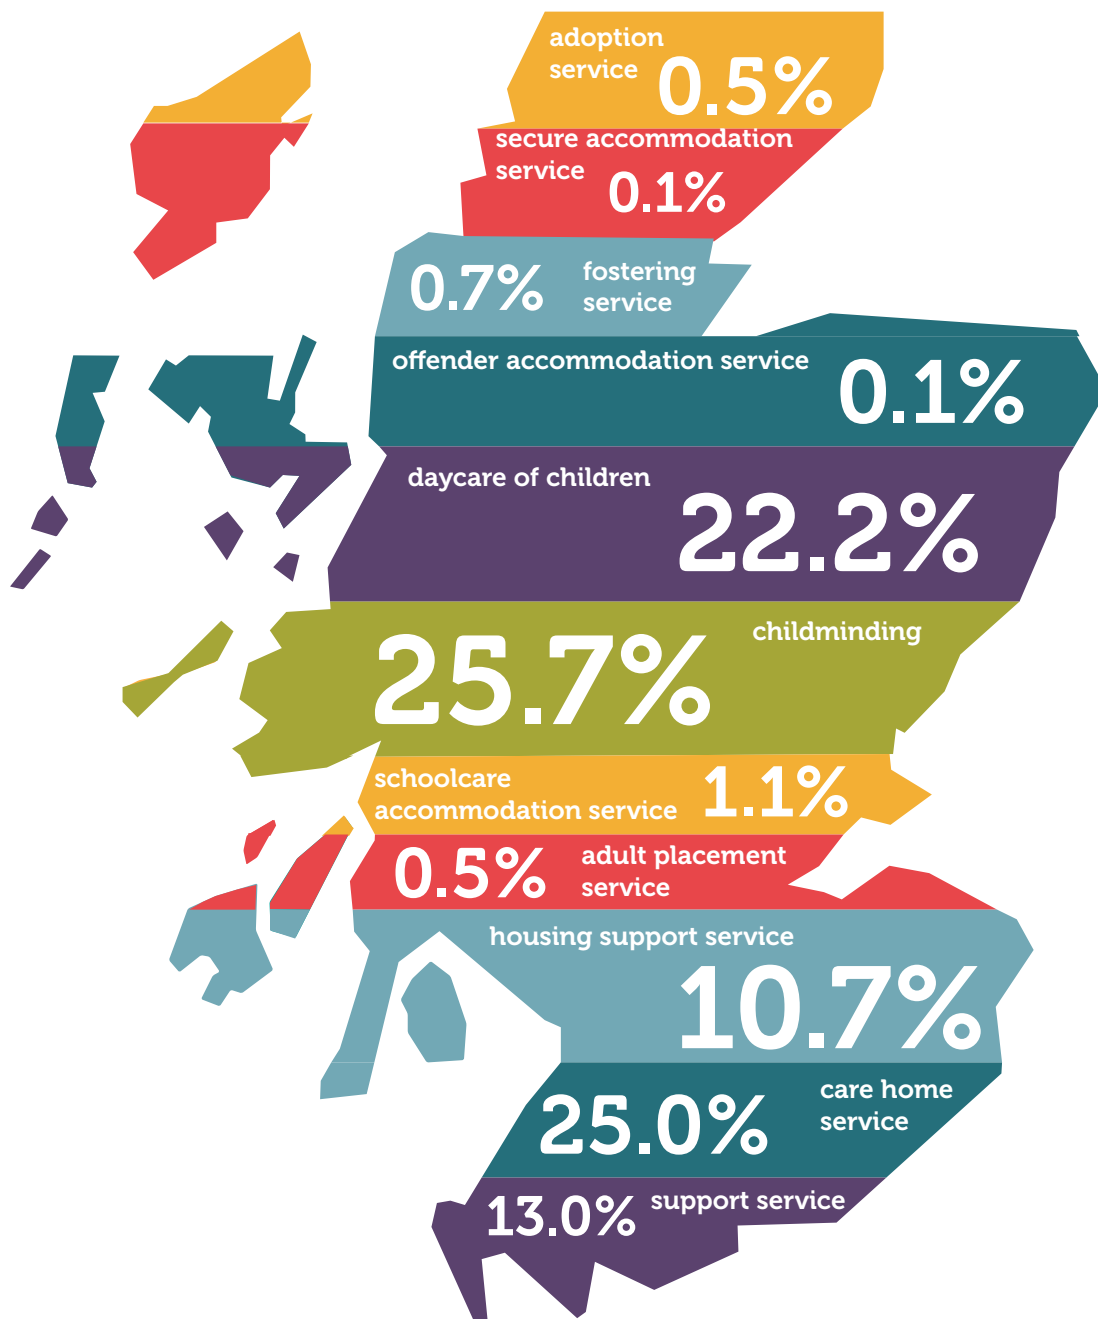 adoption
service
0.5%
secure accommodation
service
0.1%
0.7%
fostering
service
offender accommodation service
0.1%
daycare of children
22.2%
25.7%
childminding
schoolcare
accommodation service
1.1%
0.5%
adult placement
service
housing support service
10.7%
25.0%
care home
service
13.0%
support service